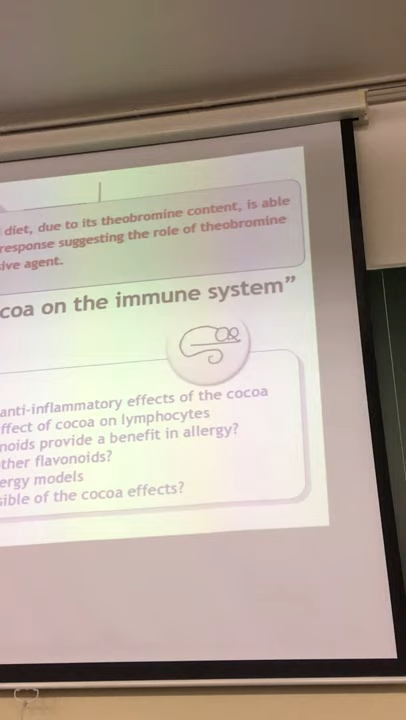 diet, due to its theobromine content, is able
response suggesting the role of theobromine
ive agent.
coa on the immune system”
anti-inflammatory effects of the cocoa
ffect of cocoa on lymphocytes
noids provide a benefit in allergy?
ther flavonoids?
ergy models
sible of the cocoa effects?